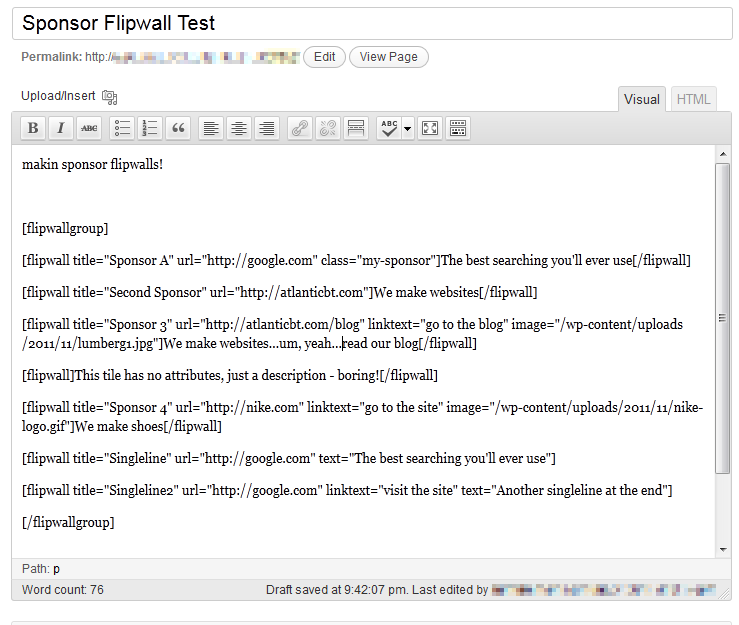 Sponsor Flipwall Test
Permalink: http:// Edit View Page
Upload/Insert Visual HTML
B I ABC ABC
makin sponsor flipwalls!
[flipwallgroup]
[flipwall title="Sponsor A" url="http://google.com" class="my-sponsor"]The best searching you'll ever use[/flipwall]
[flipwall title="Second Sponsor" url="http://atlanticbt.com"]We make websites[/flipwall]
[flipwall title="Sponsor 3" url="http://atlanticbt.com/blog" linktext="go to the blog" image="/wp-content/uploads
/2011/11/lumberg1.jpg"]We make websites...um, yeah...read our blog[/flipwall]
[flipwall]This tile has no attributes, just a description - boring![/flipwall]
[flipwall title="Sponsor 4" url="http://nike.com" linktext="go to the site" image="/wp-content/uploads/2011/11/nike-
logo.gif"]We make shoes[/flipwall]
[flipwall title="Singleline" url="http://google.com" text="The best searching you'll ever use"]
[flipwall title="Singleline2" url="http://google.com" linktext="visit the site" text="Another singleline at the end"]
[/flipwallgroup]
Path: p
Word count: 76 Draft saved at 9:42:07 pm. Last edited by